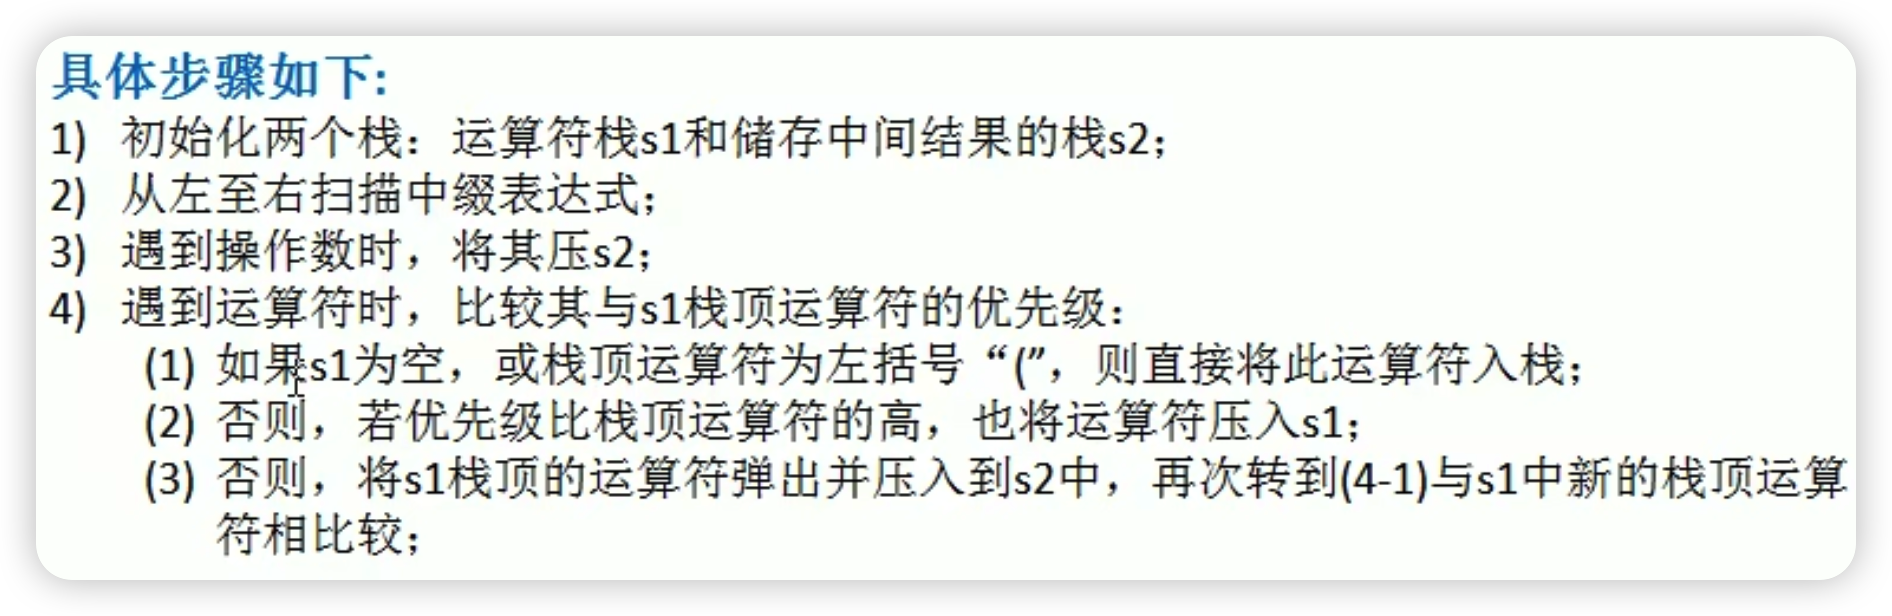 具体步骤如下:
1) 初始化两个栈：运算符栈s1和储存中间结果的栈s2；
2) 从左至右扫描中缀表达式；
3) 遇到操作数时，将其压s2；
4) 遇到运算符时，比较其与s1栈顶运算符的优先级：
(1) 如果s1为空，或栈顶运算符为左括号“(”，则直接将此运算符入栈；
(2) 否则，若优先级比栈顶运算符的高，也将运算符压入s1；
(3) 否则，将s1栈顶的运算符弹出并压入到s2中，再次转到(4-1)与s1中新的栈顶运算
符相比较；